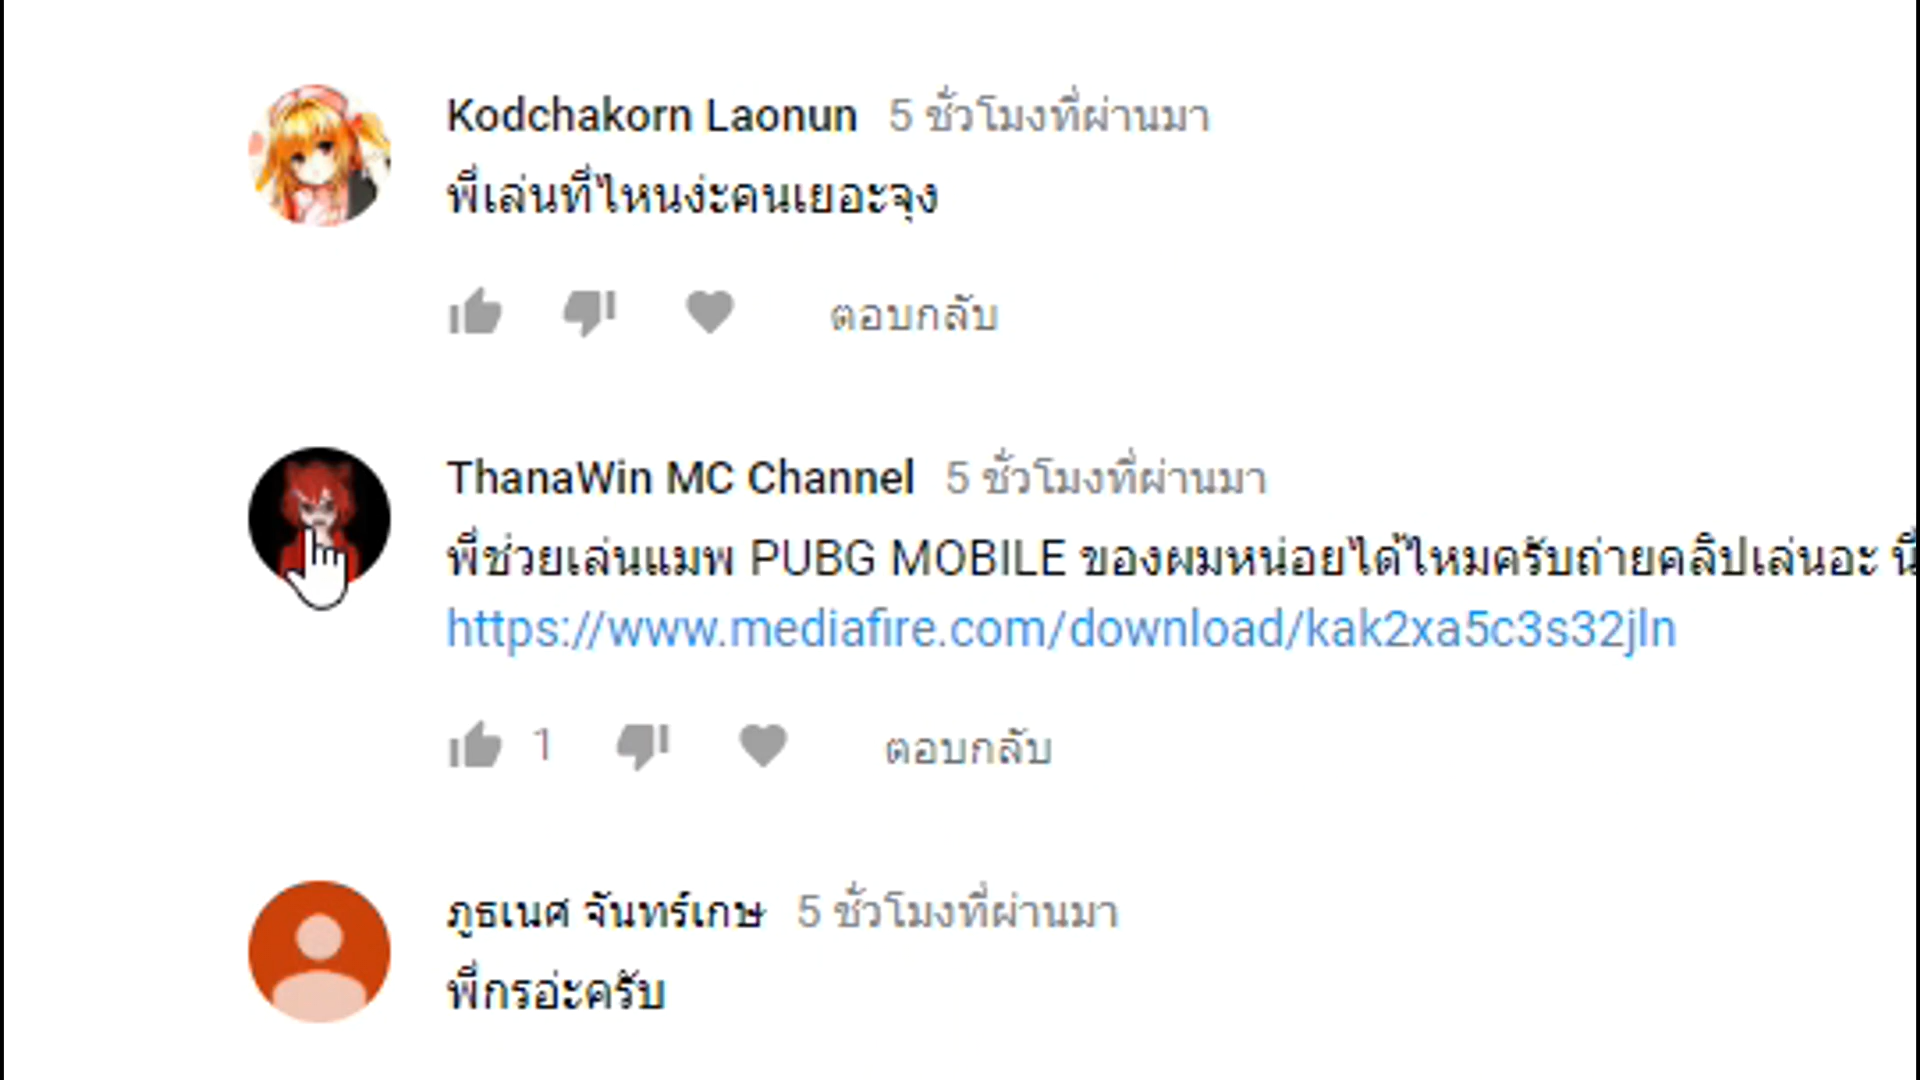 Kodchakorn Laonun 5 ชั่วโมงที่ผ่านมา
พี่เล่นที่ไหนง่ะคนเยอะจุง
ตอบกลับ
ThanaWin MC Channel 5 ชั่วโมงที่ผ่านมา
พี่ช่วยเล่นแมพ PUBG MOBILE ของผมหน่อยได้ไหมครับถ่ายคลิปเล่นอะ นี่
https://www.mediafire.com/download/kak2xa5c3s32jln
1 ตอบกลับ
ภูธเนศ จันทร์เกษ 5 ชั่วโมงที่ผ่านมา
พี่กรอ่ะครับ